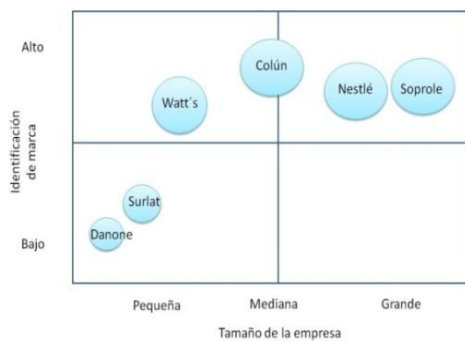 Alto
Colún
Nestlé
Soprole
Watt´s
Identificación
de marca
Surlat
Danone
Bajo
Pequeña
Mediana
Grande
Tamaño de la empresa